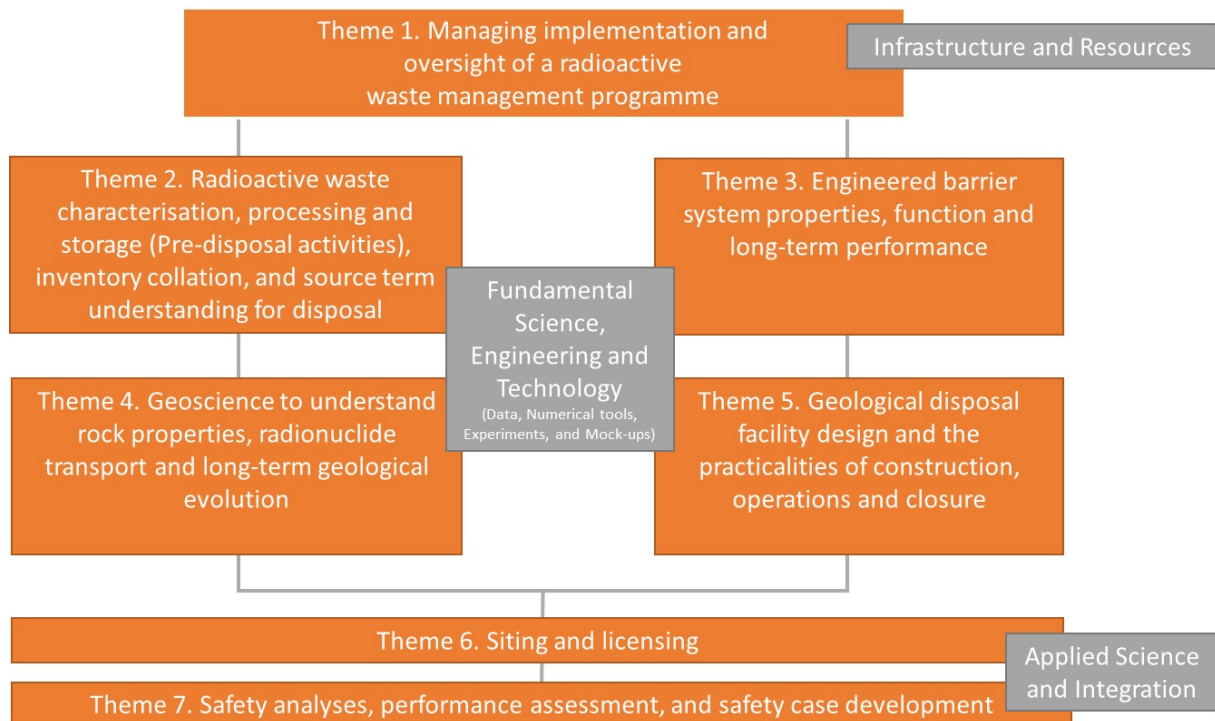 Theme 1. Managing implementation and
oversight of a radioactive
waste management programme
Infrastructure and Resources
Theme 2. Radioactive waste
characterisation, processing and
storage (Pre-disposal activities),
inventory collation, and source term
understanding for disposal
Theme 3. Engineered barrier
system properties, function and
long-term performance
Fundamental
Science,
Engineering and
Technology
(Data, Numerical tools,
Experiments, and Mock-ups)
Theme 4. Geoscience to understand
rock properties, radionuclide
transport and long-term geological
evolution
Theme 5. Geological disposal
facility design and the
practicalities of construction,
operations and closure
Theme 6. Siting and licensing
Applied Science
and Integration
Theme 7. Safety analyses, performance assessment, and safety case development